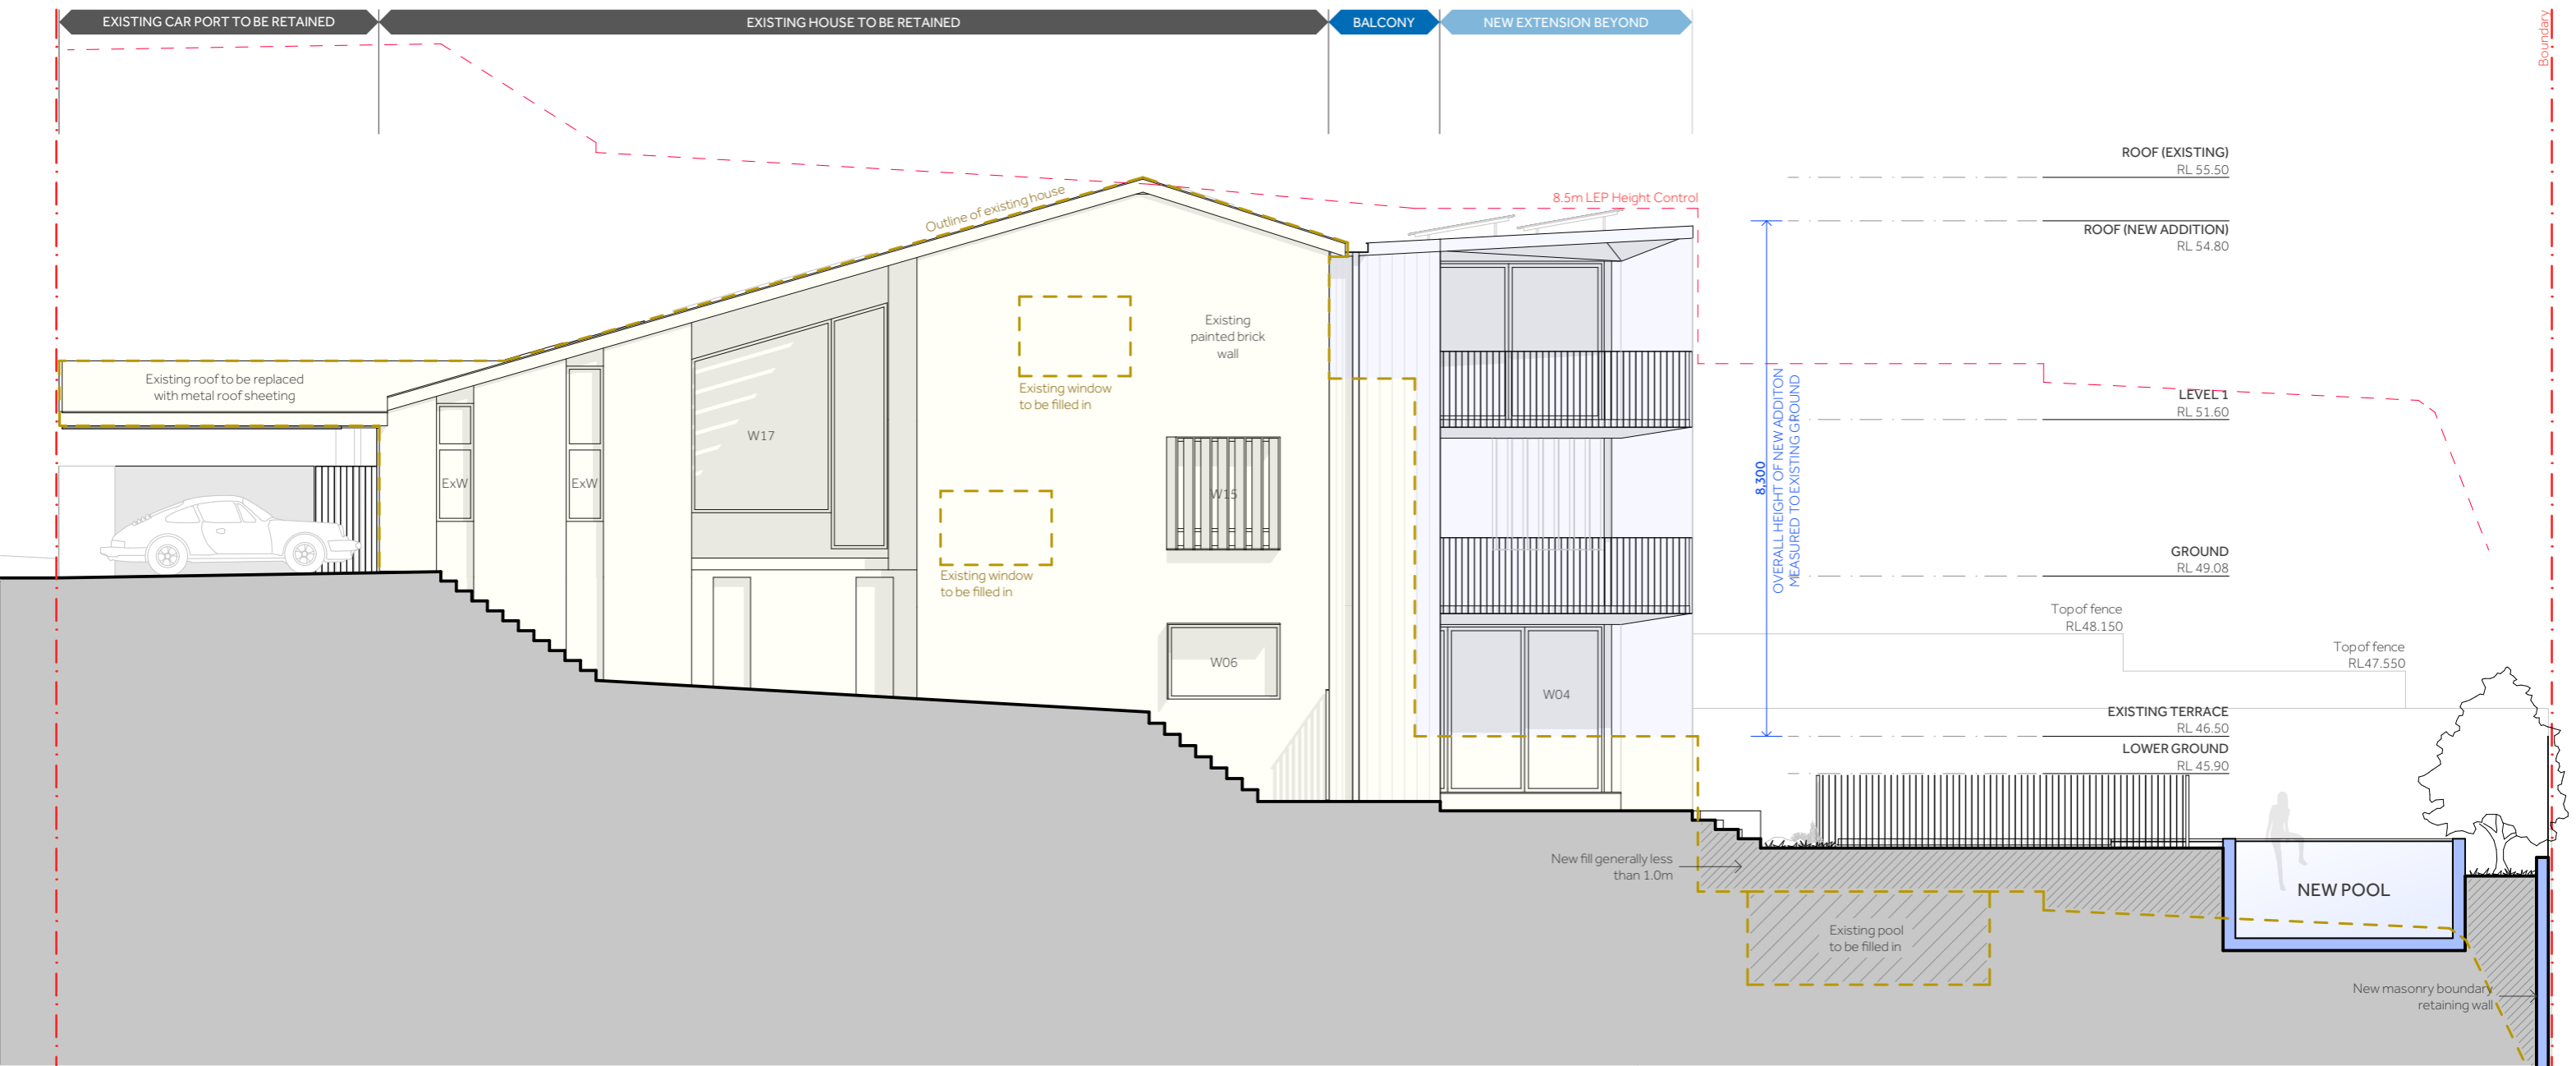 EXISTING CAR PORT TO BE RETAINED
EXISTING HOUSE TO BE RETAINED
BALCONY
NEW EXTENSION BEYOND
Boundary
ROOF (EXISTING)
RL 55.50
8.5m LEP Height Control
Outline of existing house
ROOF (NEW ADDITION)
RL 54.80
Existing
painted brick
wall
Existing roof to be replaced
with metal roof sheeting
Existing window
to be filled in
LEVEL 1
RL 51.60
W17
ExW
ExW
W15
8,300
OVERALL HEIGHT OF NEW ADDITON
MEASURED TO EXISTING GROUND
GROUND
RL 49.08
Existing window
to be filled in
Top of fence
RL48.150
Top of fence
RL47.550
W06
W04
EXISTING TERRACE
RL 46.50
LOWER GROUND
RL 45.90
New fill generally less
than 1.0m
NEW POOL
Existing pool
to be filled in
New masonry boundary
retaining wall